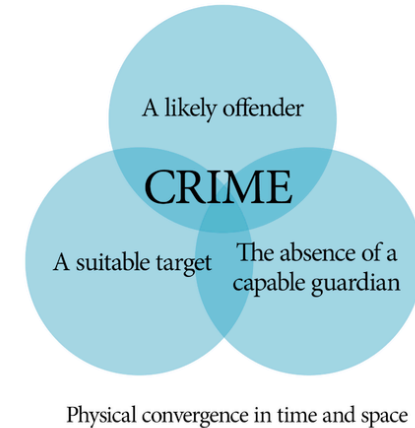 A likely offender
CRIME
A suitable target
The absence of a
capable guardian
Physical convergence in time and space